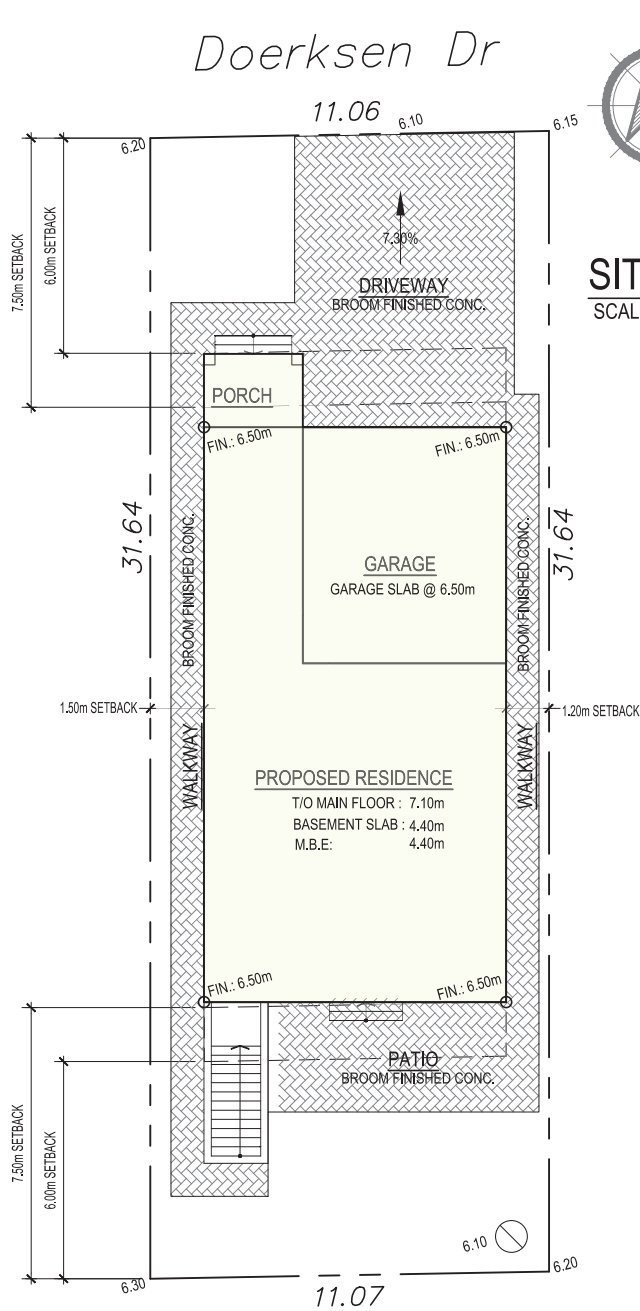 Doerksen Dr
11.06
6.20
6.10
6.15
7.50m SETBACK
6.00m SETBACK
7.30%
DRIVEWAY
BROOM FINISHED CONC.
SIT
SCAL
PORCH
FIN.: 6.50m
FIN.: 6.50m
31.64
31.64
BROOM FINISHED CONC.
BROOM FINISHED CONC.
GARAGE
GARAGE SLAB @ 6.50m
1.50m SETBACK
1.20m SETBACK
WALKWAY
WALKWAY
PROPOSED RESIDENCE
T/O MAIN FLOOR : 7.10m
BASEMENT SLAB : 4.40m
M.B.E: 4.40m
FIN.: 6.50m
FIN.: 6.50m
PATIO
BROOM FINISHED CONC.
7.50m SETBACK
6.00m SETBACK
6.10
6.30
6.20
11.07